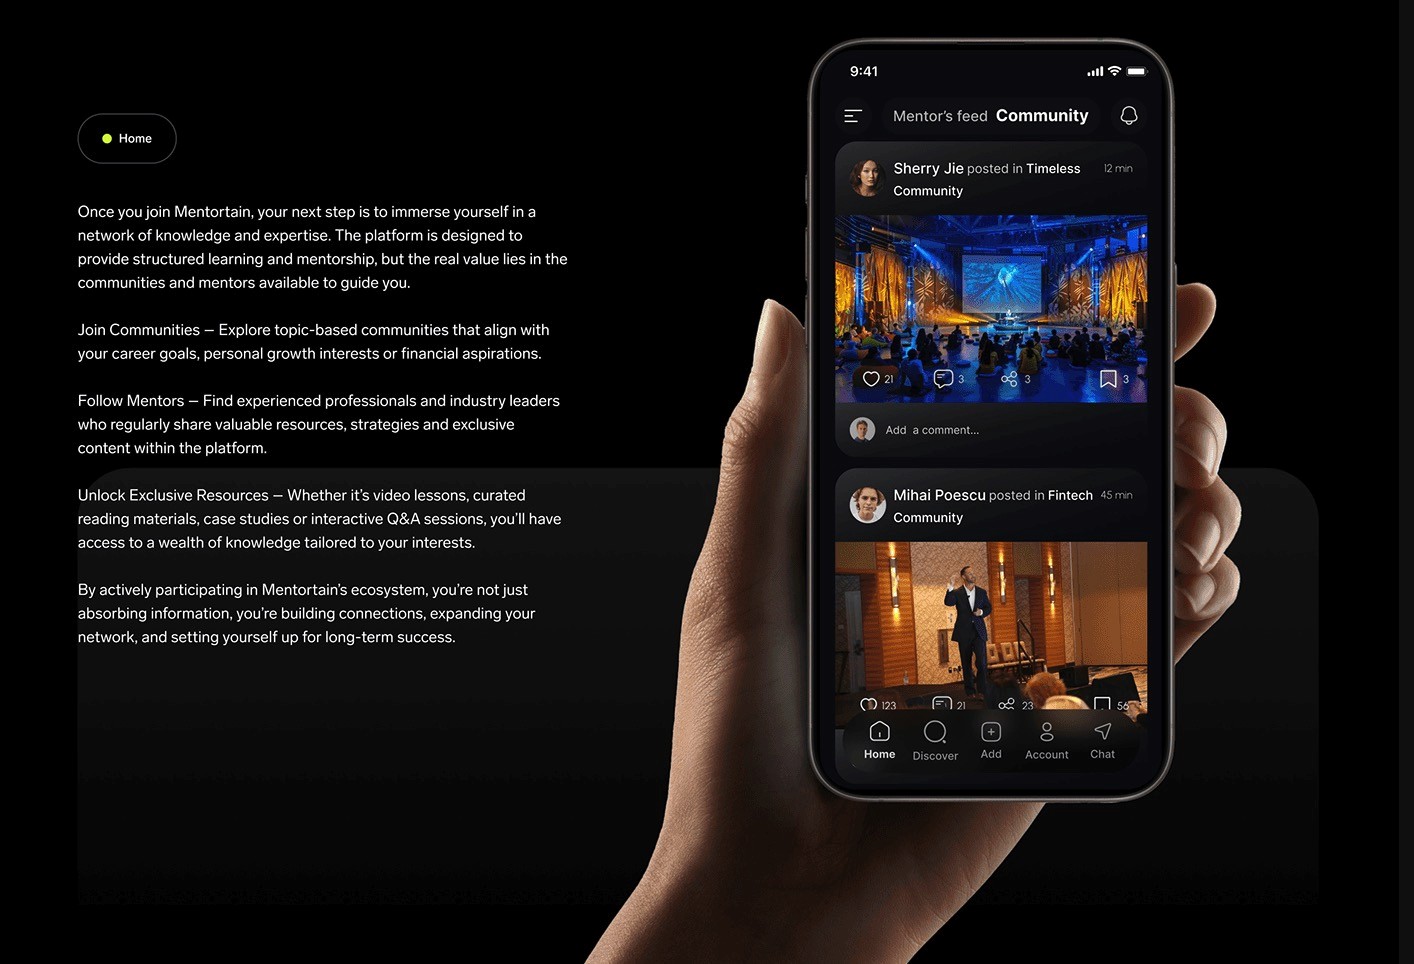 Home
Once you join Mentortain, your next step is to immerse yourself in a
network of knowledge and expertise. The platform is designed to
provide structured learning and mentorship, but the real value lies in the
communities and mentors available to guide you.
Join Communities – Explore topic-based communities that align with
your career goals, personal growth interests or financial aspirations.
Follow Mentors – Find experienced professionals and industry leaders
who regularly share valuable resources, strategies and exclusive
content within the platform.
Unlock Exclusive Resources – Whether it’s video lessons, curated
reading materials, case studies or interactive Q&A sessions, you’ll have
access to a wealth of knowledge tailored to your interests.
By actively participating in Mentortain’s ecosystem, you’re not just
absorbing information, you’re building connections, expanding your
network, and setting yourself up for long-term success.
9:41
Mentor’s feed Community
Sherry Jie posted in Timeless 12 min
Community
21 3 3 3
Add a comment...
Mihai Poescu posted in Fintech 45 min
Community
123 21 23 56
Home Discover Add Account Chat